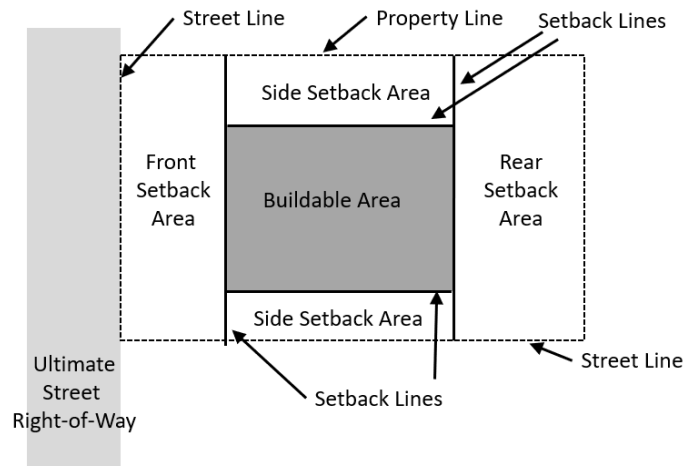 Street Line
Property Line
Setback Lines
Side Setback Area
Front
Setback
Area
Buildable Area
Rear
Setback
Area
Side Setback Area
Ultimate
Street
Right-of-Way
Setback Lines
Street Line